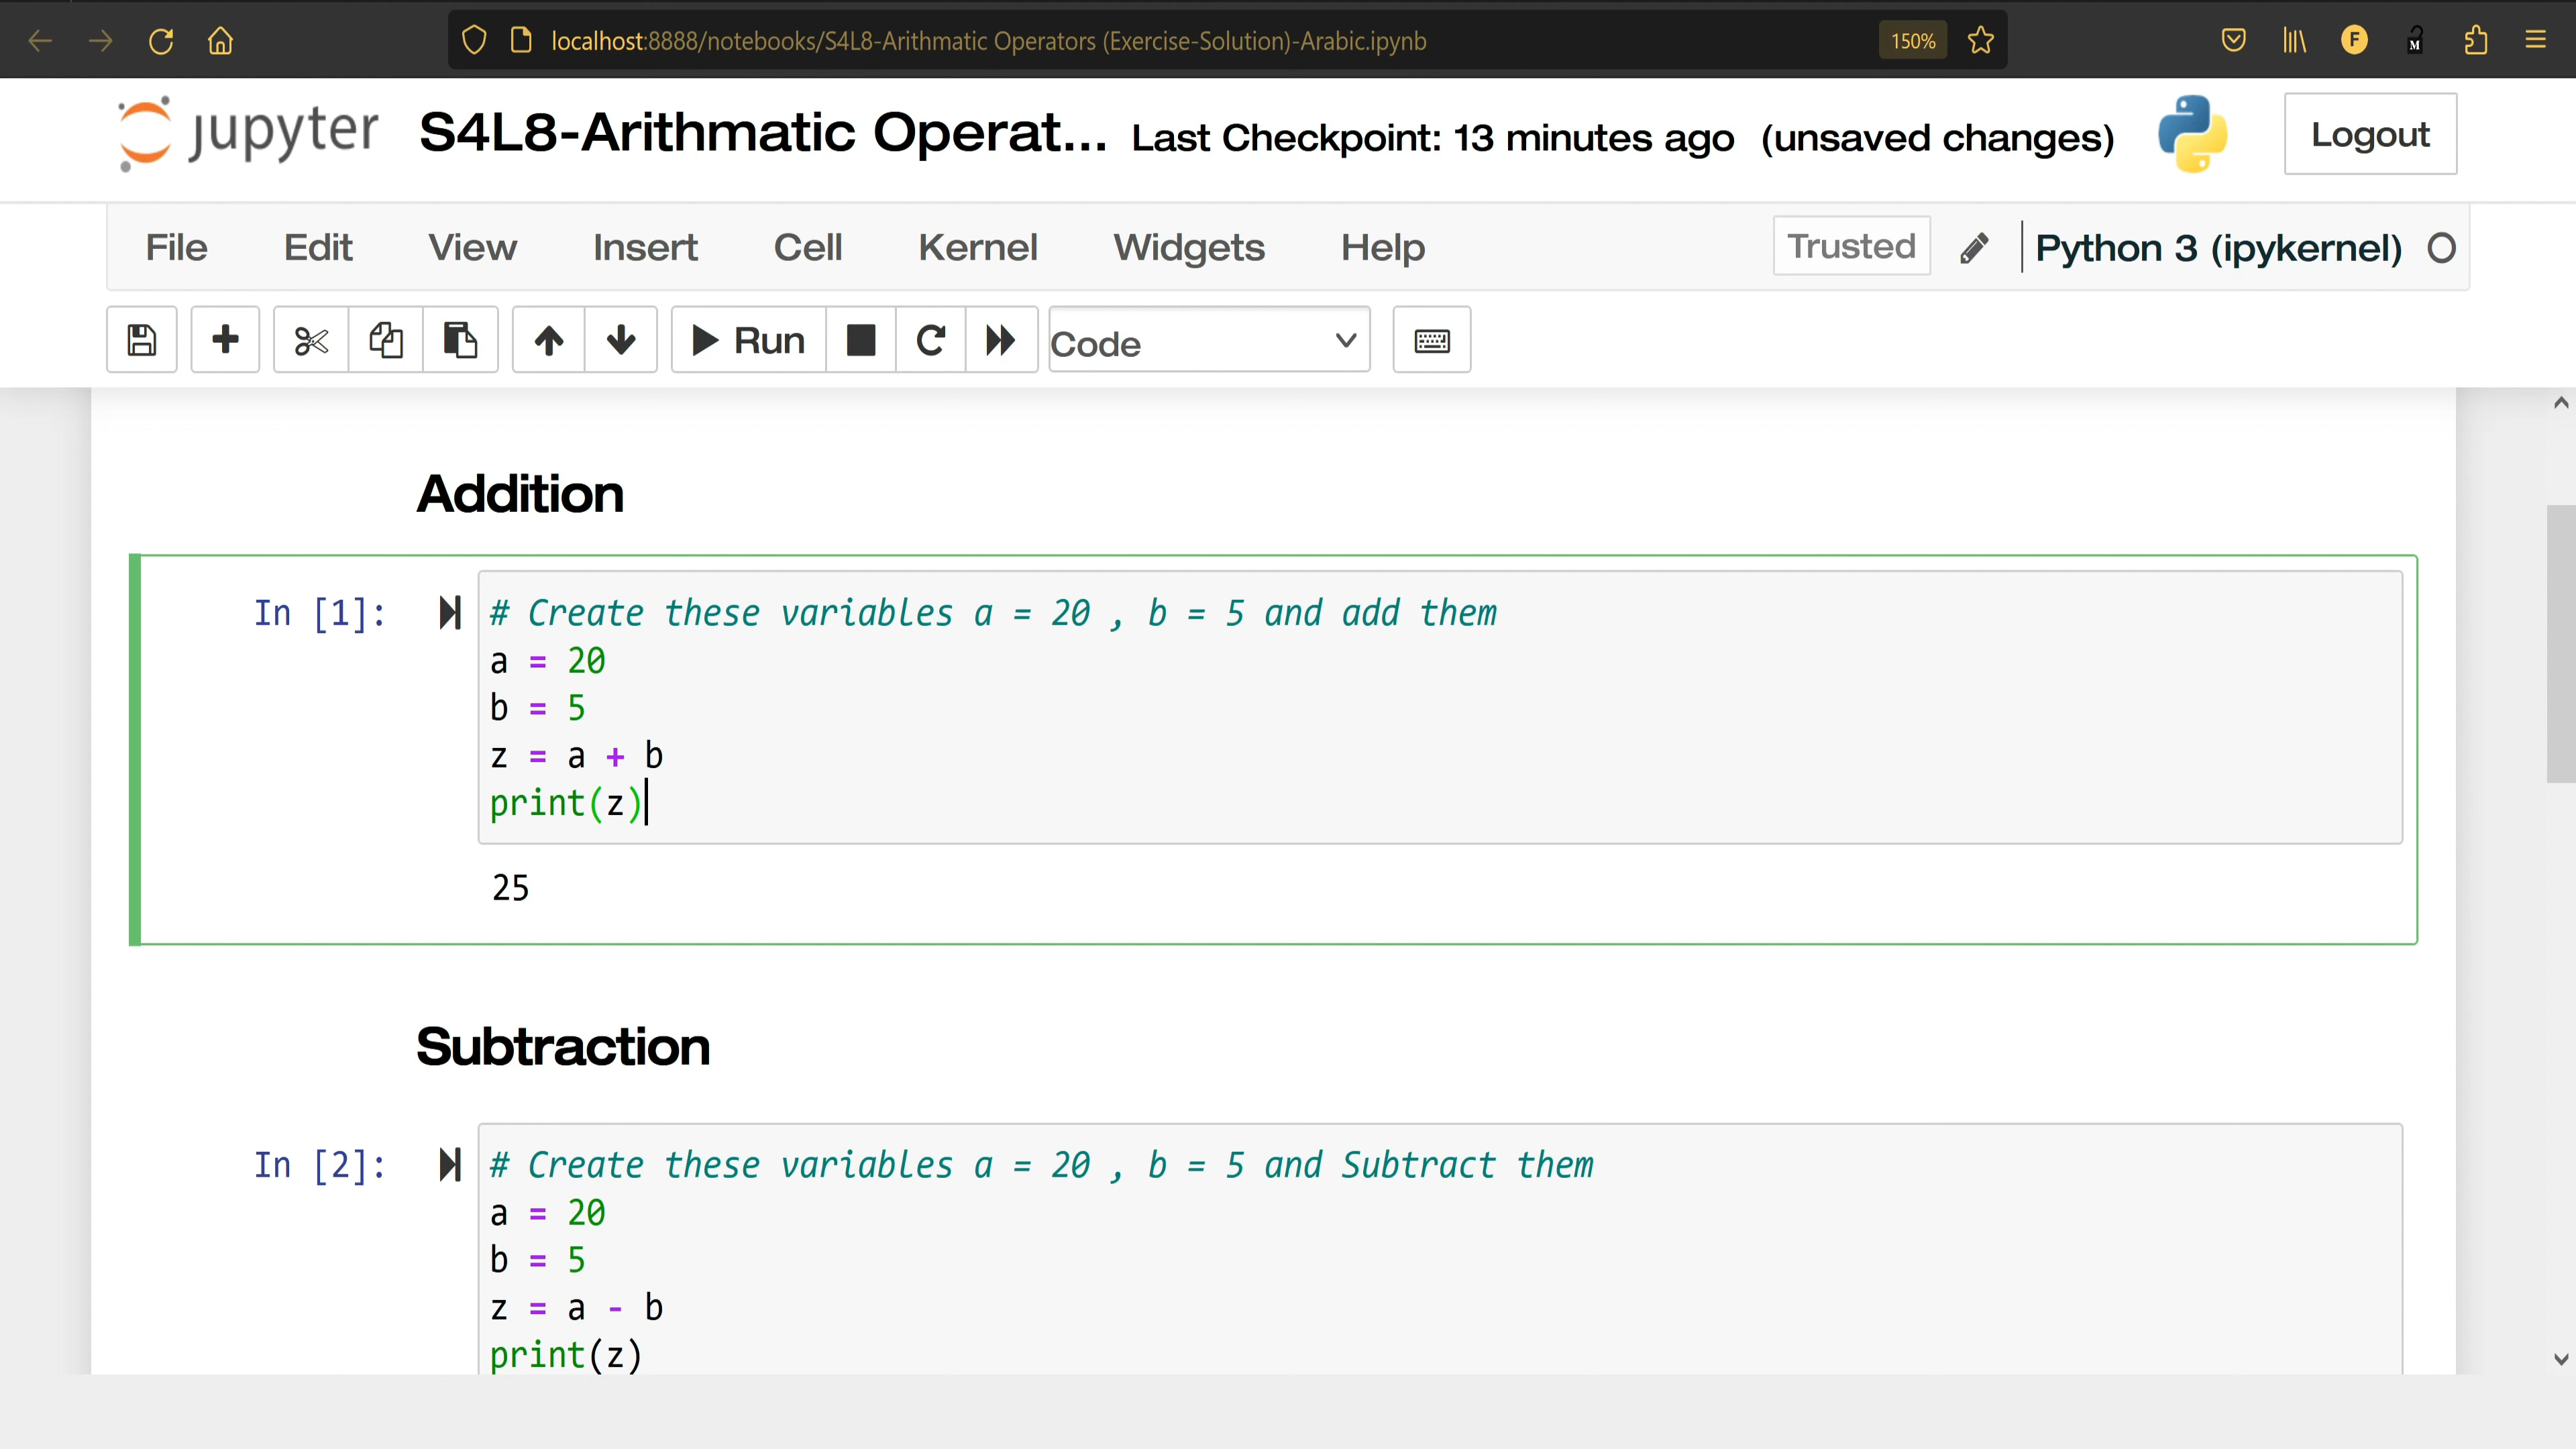 localhost:8888/notebooks/S4L8-Arithmatic Operators (Exercise-Solution)-Arabic.ipynb
150%
F
M
jupyter
S4L8-Arithmatic Operat...
Last Checkpoint: 13 minutes ago (unsaved changes)
Logout
File
Edit
View
Insert
Cell
Kernel
Widgets
Help
Trusted
Python 3 (ipykernel)
Run
Code
Addition
In [1]:
# Create these variables a = 20 , b = 5 and add them
a = 20
b = 5
z = a + b
print(z)
25
Subtraction
In [2]:
# Create these variables a = 20 , b = 5 and Subtract them
a = 20
b = 5
z = a - b
print(z)